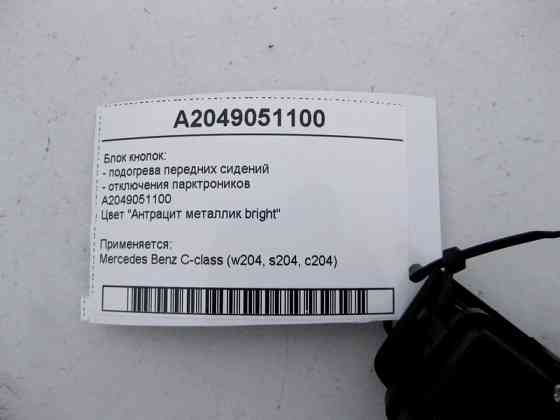 A2049051100
Блок кнопок:
- подогрева передних сидений
- отключения парктроников
A2049051100
Цвет "Антрацит металлик bright"
Применяется:
Mercedes Benz C-class (w204, s204, c204)